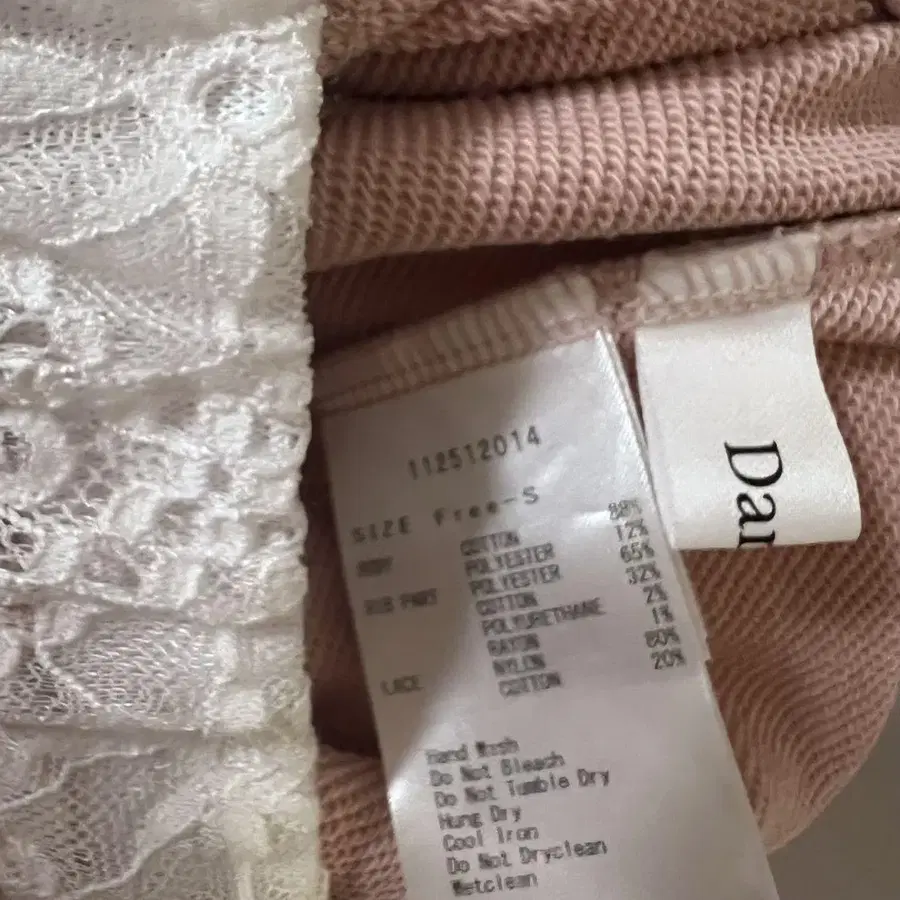 112512014
SIZE Free-S
BODY COTTON 88%
POLYESTER 12%
RIB PART POLYESTER 65%
COTTON 32%
POLYURETHANE 2%
RAYON 1%
LACE NYLON 80%
COTTON 20%
Hand Wash
Do Not Bleach
Do Not Tumble Dry
Hung Dry
Cool Iron
Do Not Dryclean
Wetclean
Dar